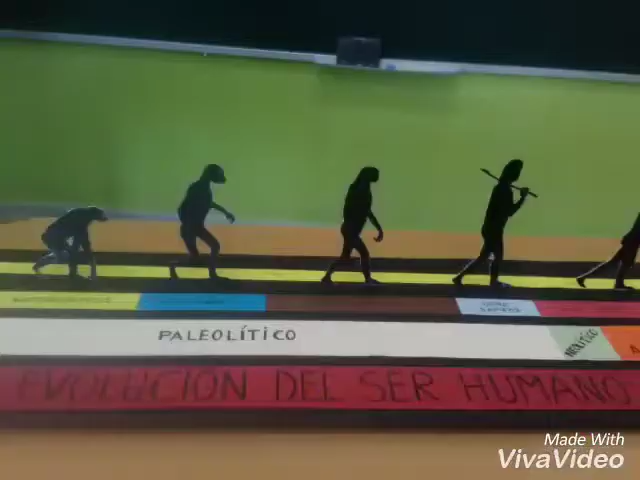 HOMO SAPIENS
PALEOLÍTICO NEOLÍTICO A
EVOLUCIÓN DEL SER HUMANO
Made With
VivaVideo